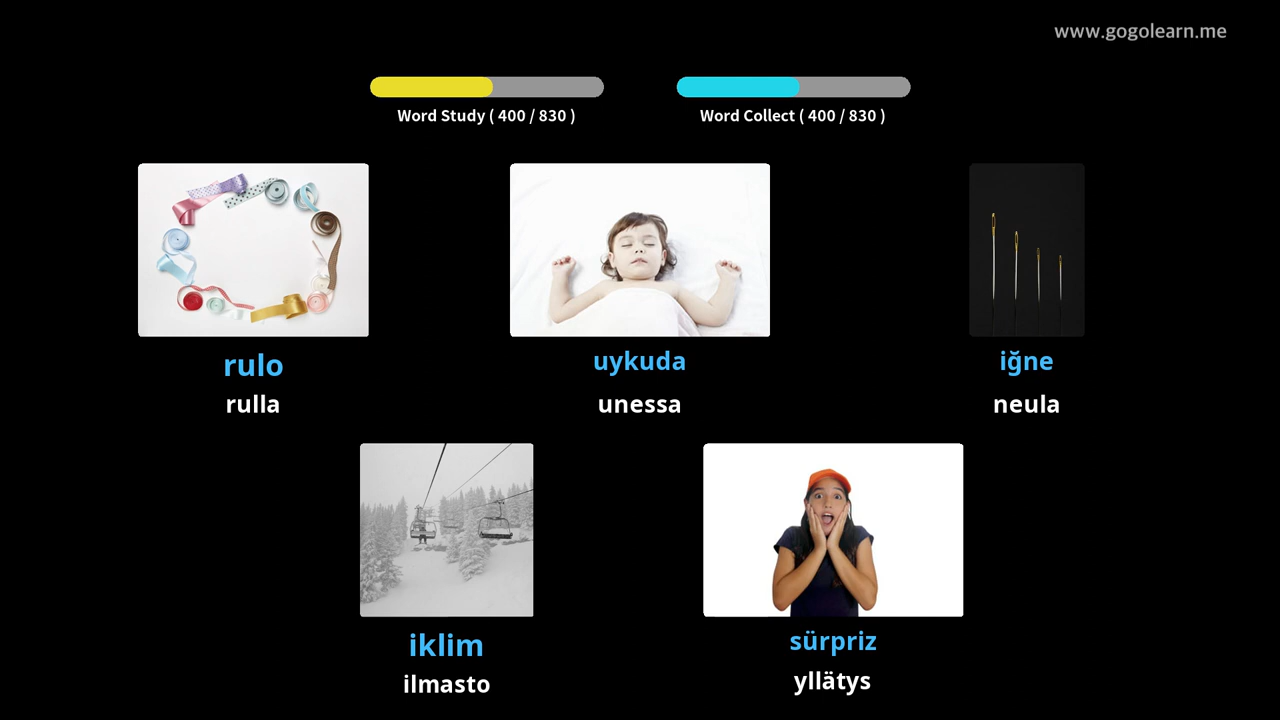 www.gogolearn.me
Word Study ( 400 / 830 )
Word Collect ( 400 / 830 )
rulo
rulla
uykuda
unessa
iğne
neula
iklim
ilmasto
sürpriz
yllätys